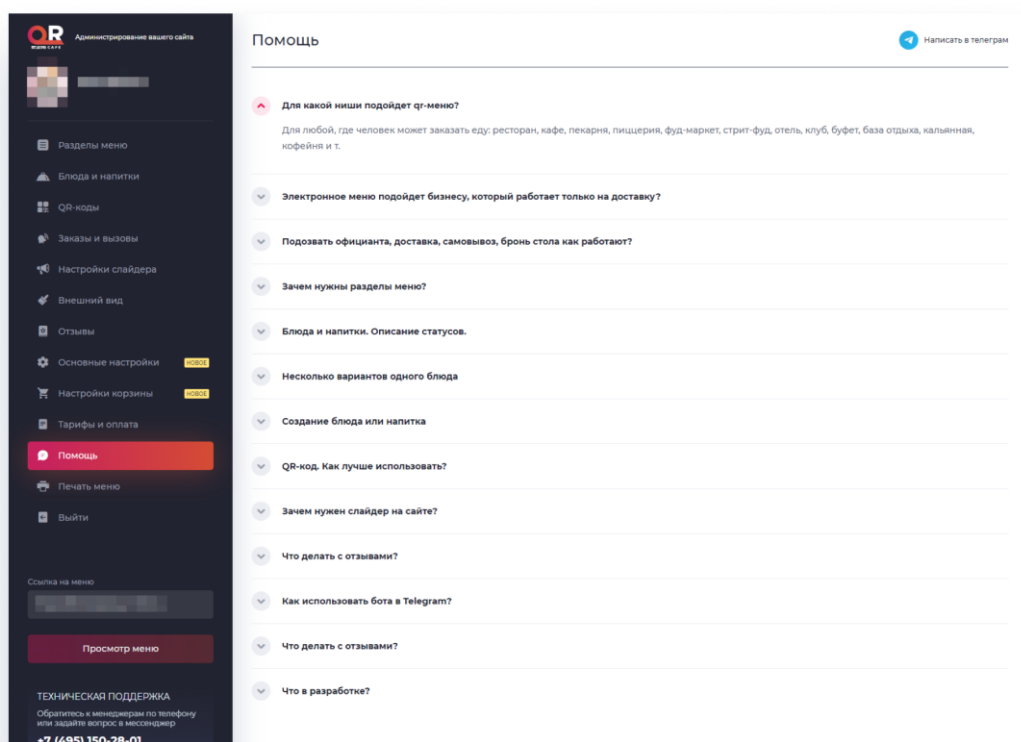 QR
Администрирование вашего сайта
Разделы меню
Блюда и напитки
QR-коды
Заказы и вызовы
Настройки слайдера
Внешний вид
Отзывы
Основные настройки НОВОЕ
Настройки корзины НОВОЕ
Тарифы и оплата
Помощь
Печать меню
Выйти
Ссылка на меню
Просмотр меню
ТЕХНИЧЕСКАЯ ПОДДЕРЖКА
Обратитесь к менеджерам по телефону
или задайте вопрос в мессенджер
+7 (495) 150-28-01
Помощь
Написать в телеграм
Для какой ниши подойдет qr-меню?
Для любой, где человек может заказать еду: ресторан, кафе, пекарня, пиццерия, фуд-маркет, стрит-фуд, отель, клуб, буфет, база отдыха, кальянная,
кофейня и т.
Электронное меню подойдет бизнесу, который работает только на доставку?
Подозвать официанта, доставка, самовывоз, бронь стола как работают?
Зачем нужны разделы меню?
Блюда и напитки. Описание статусов.
Несколько вариантов одного блюда
Создание блюда или напитка
QR-код. Как лучше использовать?
Зачем нужен слайдер на сайте?
Что делать с отзывами?
Как использовать бота в Telegram?
Что делать с отзывами?
Что в разработке?